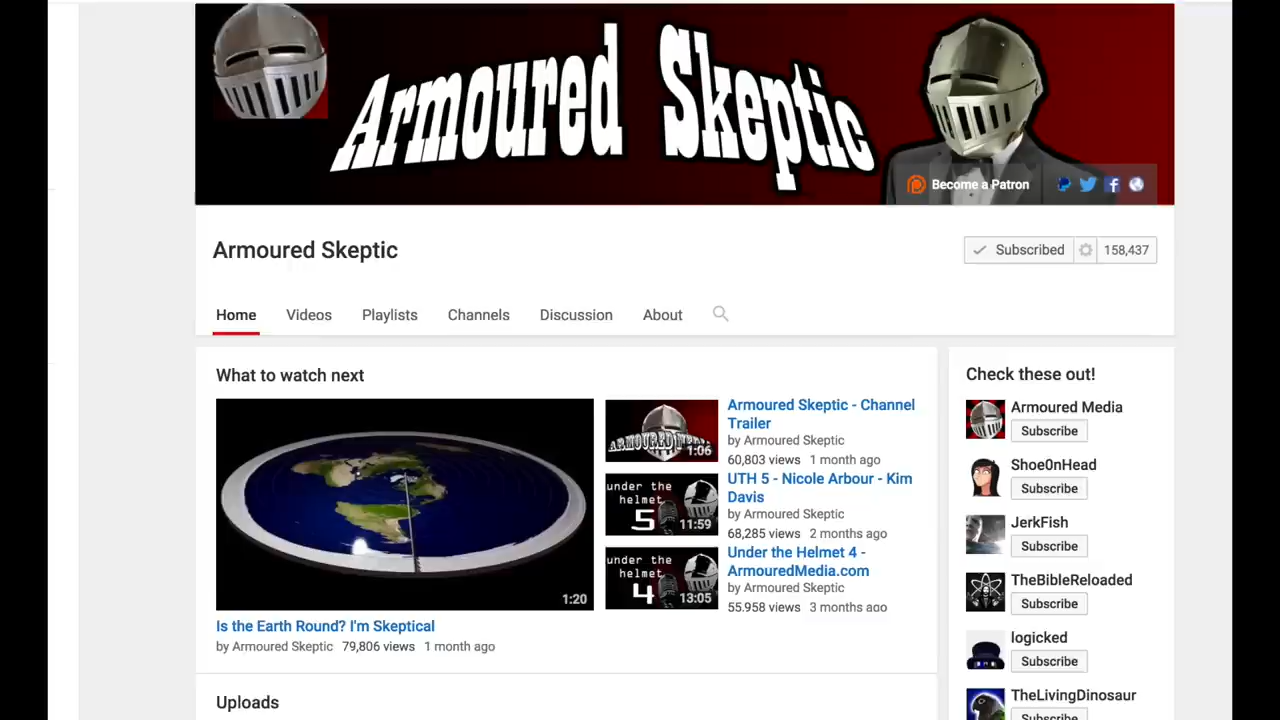 Armoured Skeptic
Become a Patron
Armoured Skeptic
Subscribed
158,437
Home
Videos
Playlists
Channels
Discussion
About
What to watch next
1:20
Is the Earth Round? I'm Skeptical
by Armoured Skeptic 79,806 views 1 month ago
1:06
Armoured Skeptic - Channel
Trailer
by Armoured Skeptic
60,803 views 1 month ago
under the
helmet
5
11:59
UTH 5 - Nicole Arbour - Kim
Davis
by Armoured Skeptic
68,285 views 2 months ago
under the
helmet
4
13:05
Under the Helmet 4 -
ArmouredMedia.com
by Armoured Skeptic
55,958 views 3 months ago
Uploads
Check these out!
Armoured Media
Subscribe
Shoe0nHead
Subscribe
JerkFish
Subscribe
TheBibleReloaded
Subscribe
logicked
Subscribe
TheLivingDinosaur
Subscribe